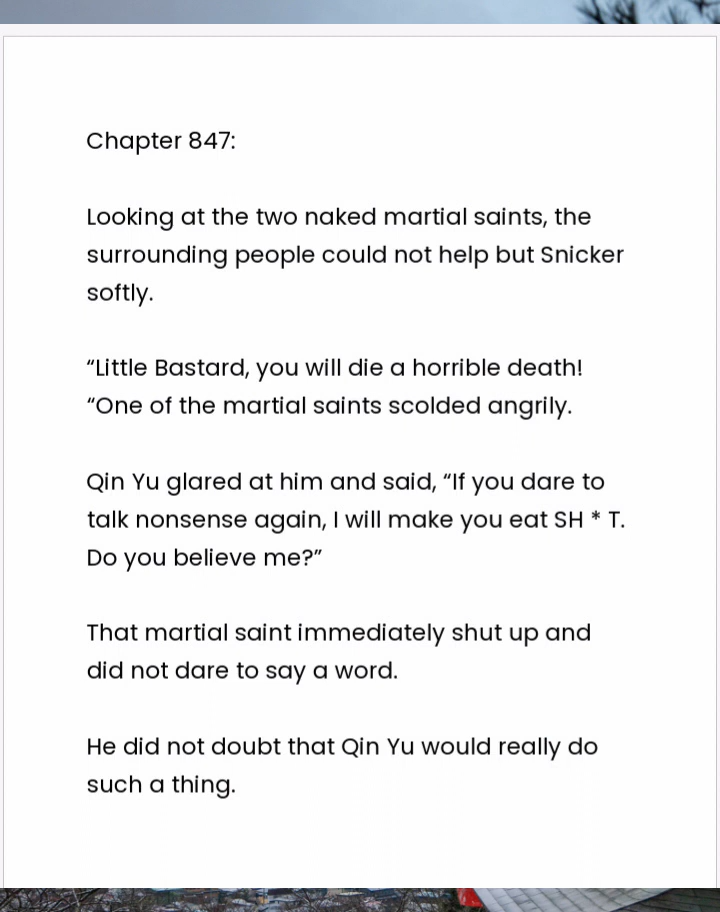 Chapter 847:
Looking at the two naked martial saints, the
surrounding people could not help but Snicker
softly.
“Little Bastard, you will die a horrible death!
“One of the martial saints scolded angrily.
Qin Yu glared at him and said, “If you dare to
talk nonsense again, I will make you eat SH * T.
Do you believe me?”
That martial saint immediately shut up and
did not dare to say a word.
He did not doubt that Qin Yu would really do
such a thing.